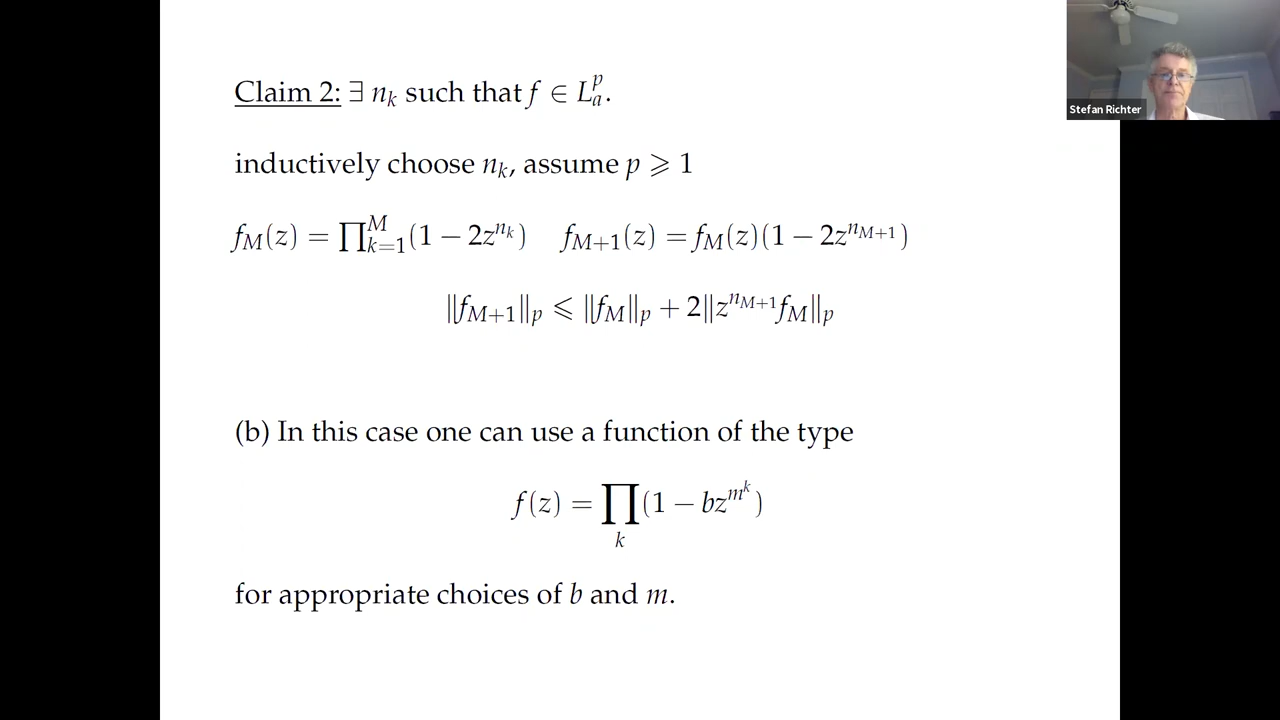 Claim 2: ∃ n_k such that f ∈ L_a^p.
Stefan Richter
inductively choose n_k, assume p ⩾ 1
f_M(z) = ∏_{k=1}^M (1 − 2z^{n_k}) f_{M+1}(z) = f_M(z)(1 − 2z^{n_{M+1}})
‖f_{M+1}‖_p ⩽ ‖f_M‖_p + 2‖z^{n_{M+1}} f_M‖_p
(b) In this case one can use a function of the type
f(z) = ∏_k (1 − bz^{m^k})
for appropriate choices of b and m.